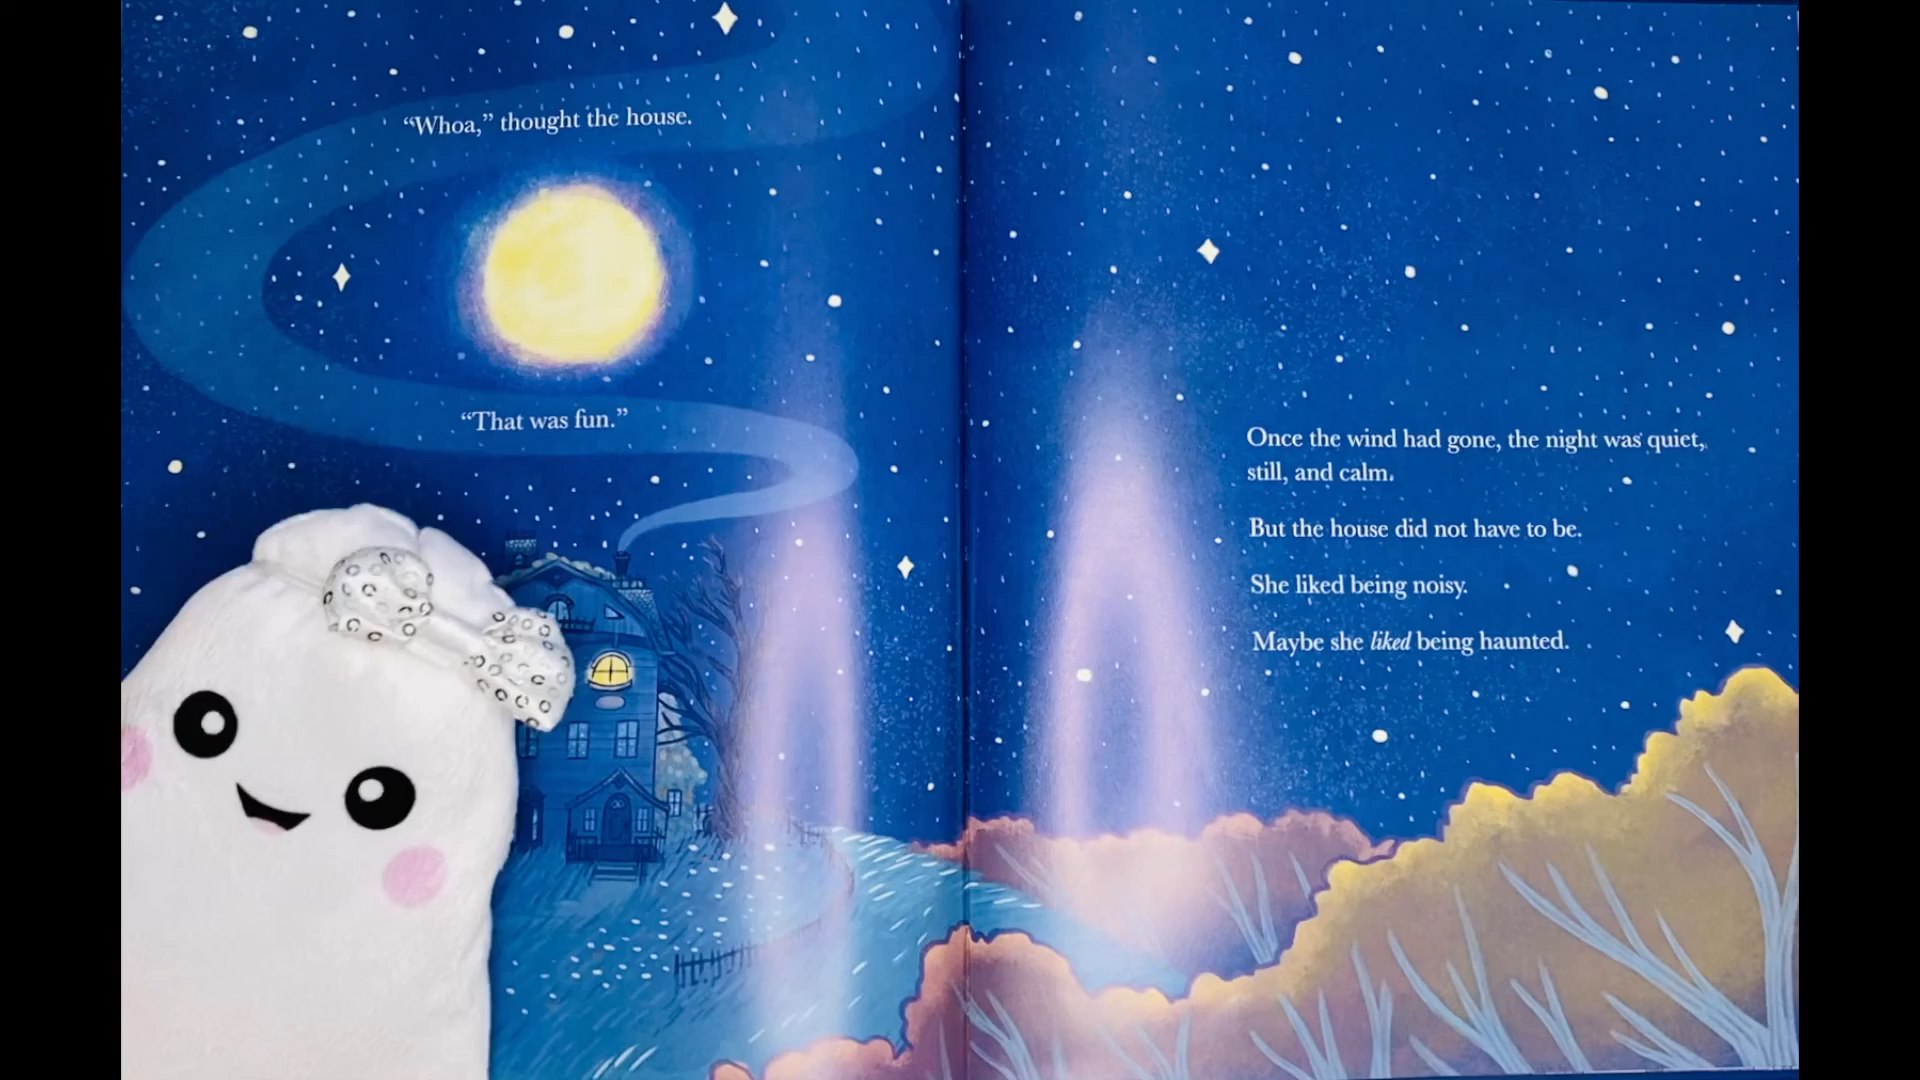 “Whoa,” thought the house.
“That was fun.”
Once the wind had gone, the night was quiet,
still, and calm.
But the house did not have to be.
She liked being noisy.
Maybe she liked being haunted.